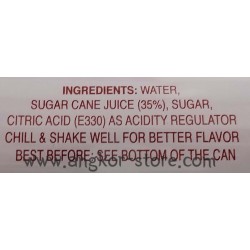 INGREDIENTS: WATER,
SUGAR CANE JUICE (35%), SUGAR,
CITRIC ACID (E330) AS ACIDITY REGULATOR
CHILL & SHAKE WELL FOR BETTER FLAVOR
BEST BEFORE: SEE BOTTOM OF THE CAN
www.angkor-store.com